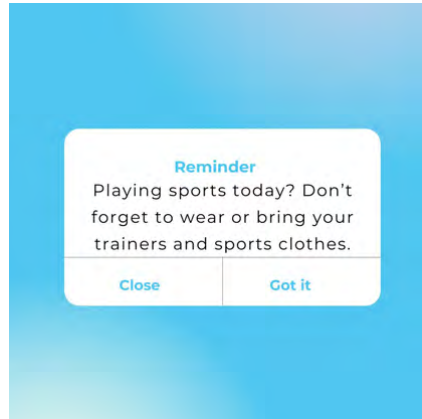 Reminder
Playing sports today? Don't
forget to wear or bring your
trainers and sports clothes.
Close
Got it